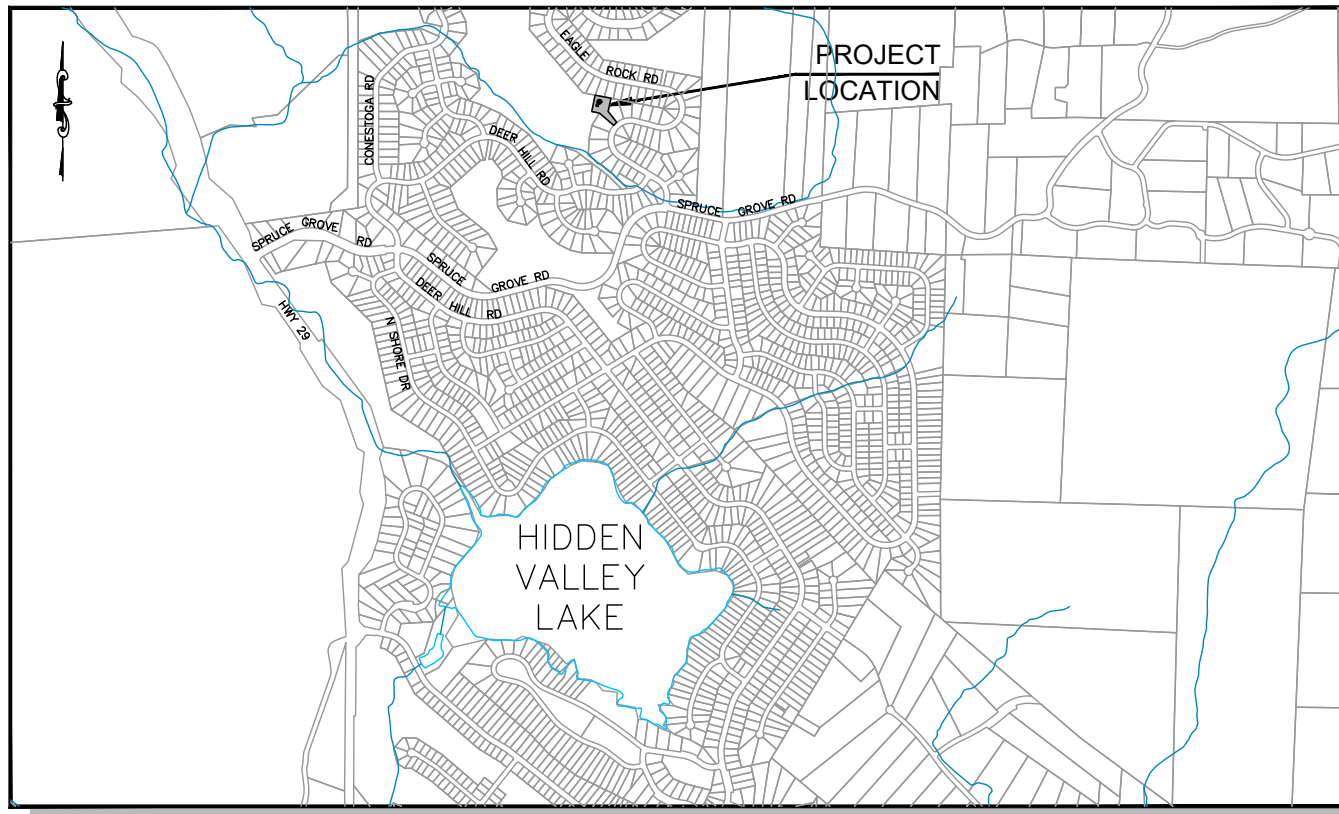 EAGLE
ROCK RD
PROJECT
LOCATION
CONESTOGA RD
DEER HILL RD
SPRUCE GROVE RD
SPRUCE GROVE RD
SPRUCE
GROVE RD
DEER HILL RD
HWY 29
N SHORE DR
HIDDEN
VALLEY
LAKE